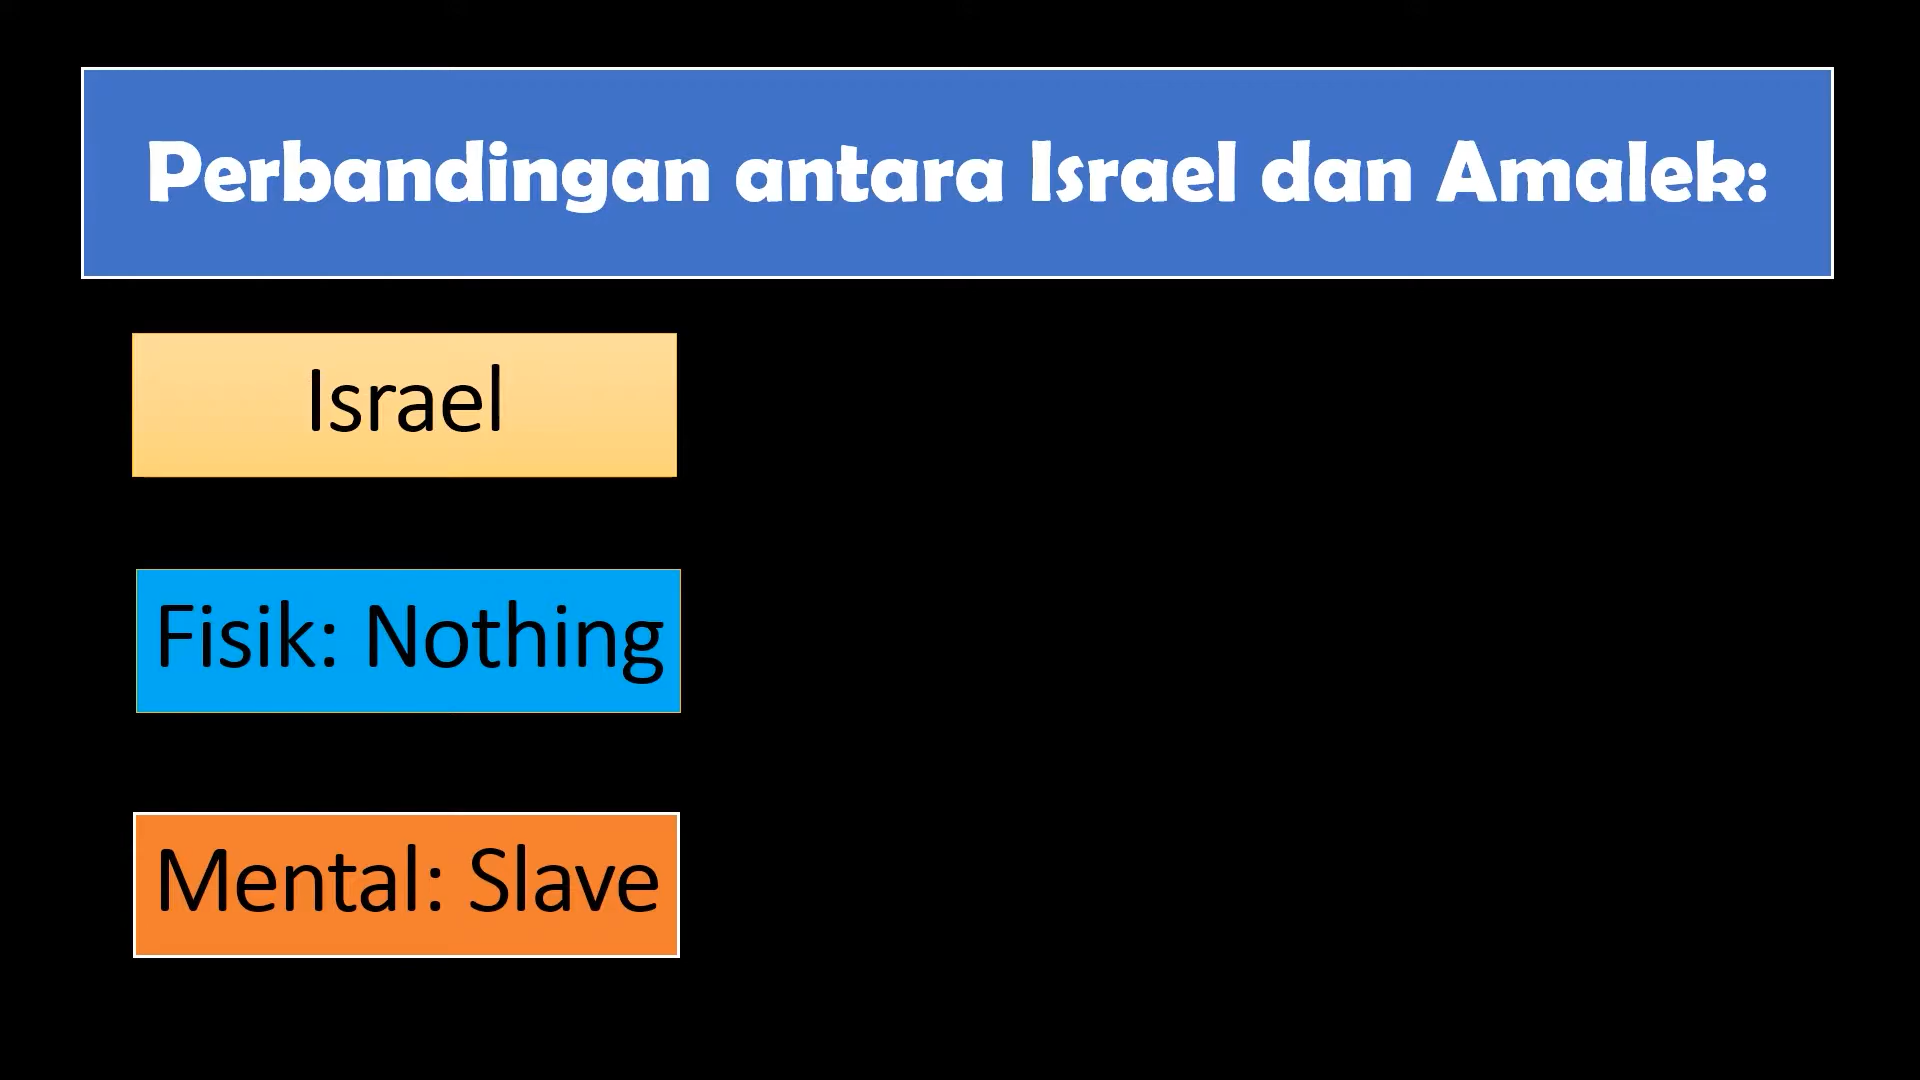 Perbandingan antara Israel dan Amalek:
Israel
Fisik: Nothing
Mental: Slave